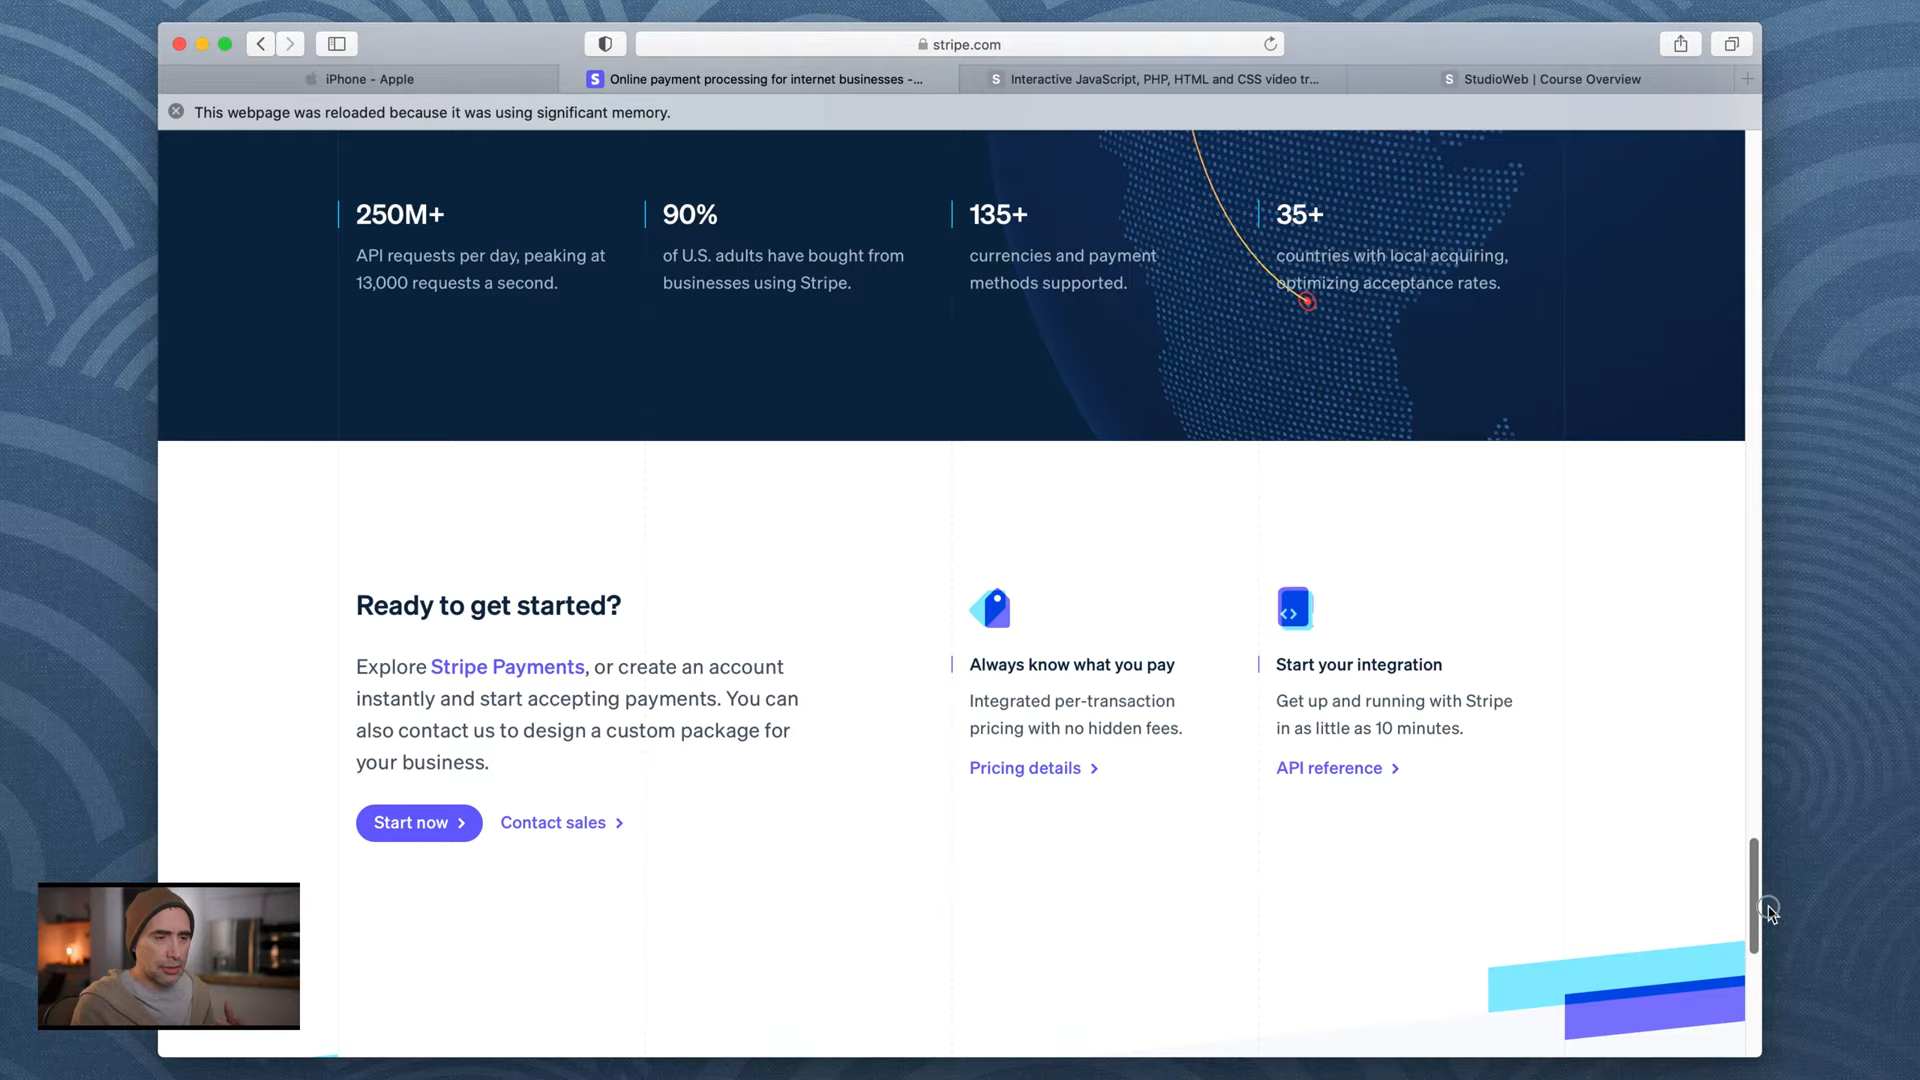 stripe.com
iPhone - Apple
S Online payment processing for internet businesses -...
S Interactive JavaScript, PHP, HTML and CSS video tr...
S StudioWeb | Course Overview
This webpage was reloaded because it was using significant memory.
250M+
API requests per day, peaking at
13,000 requests a second.
90%
of U.S. adults have bought from
businesses using Stripe.
135+
currencies and payment
methods supported.
35+
countries with local acquiring,
optimizing acceptance rates.
Ready to get started?
Explore Stripe Payments, or create an account
instantly and start accepting payments. You can
also contact us to design a custom package for
your business.
Start now
Contact sales
Always know what you pay
Integrated per-transaction
pricing with no hidden fees.
Pricing details
Start your integration
Get up and running with Stripe
in as little as 10 minutes.
API reference